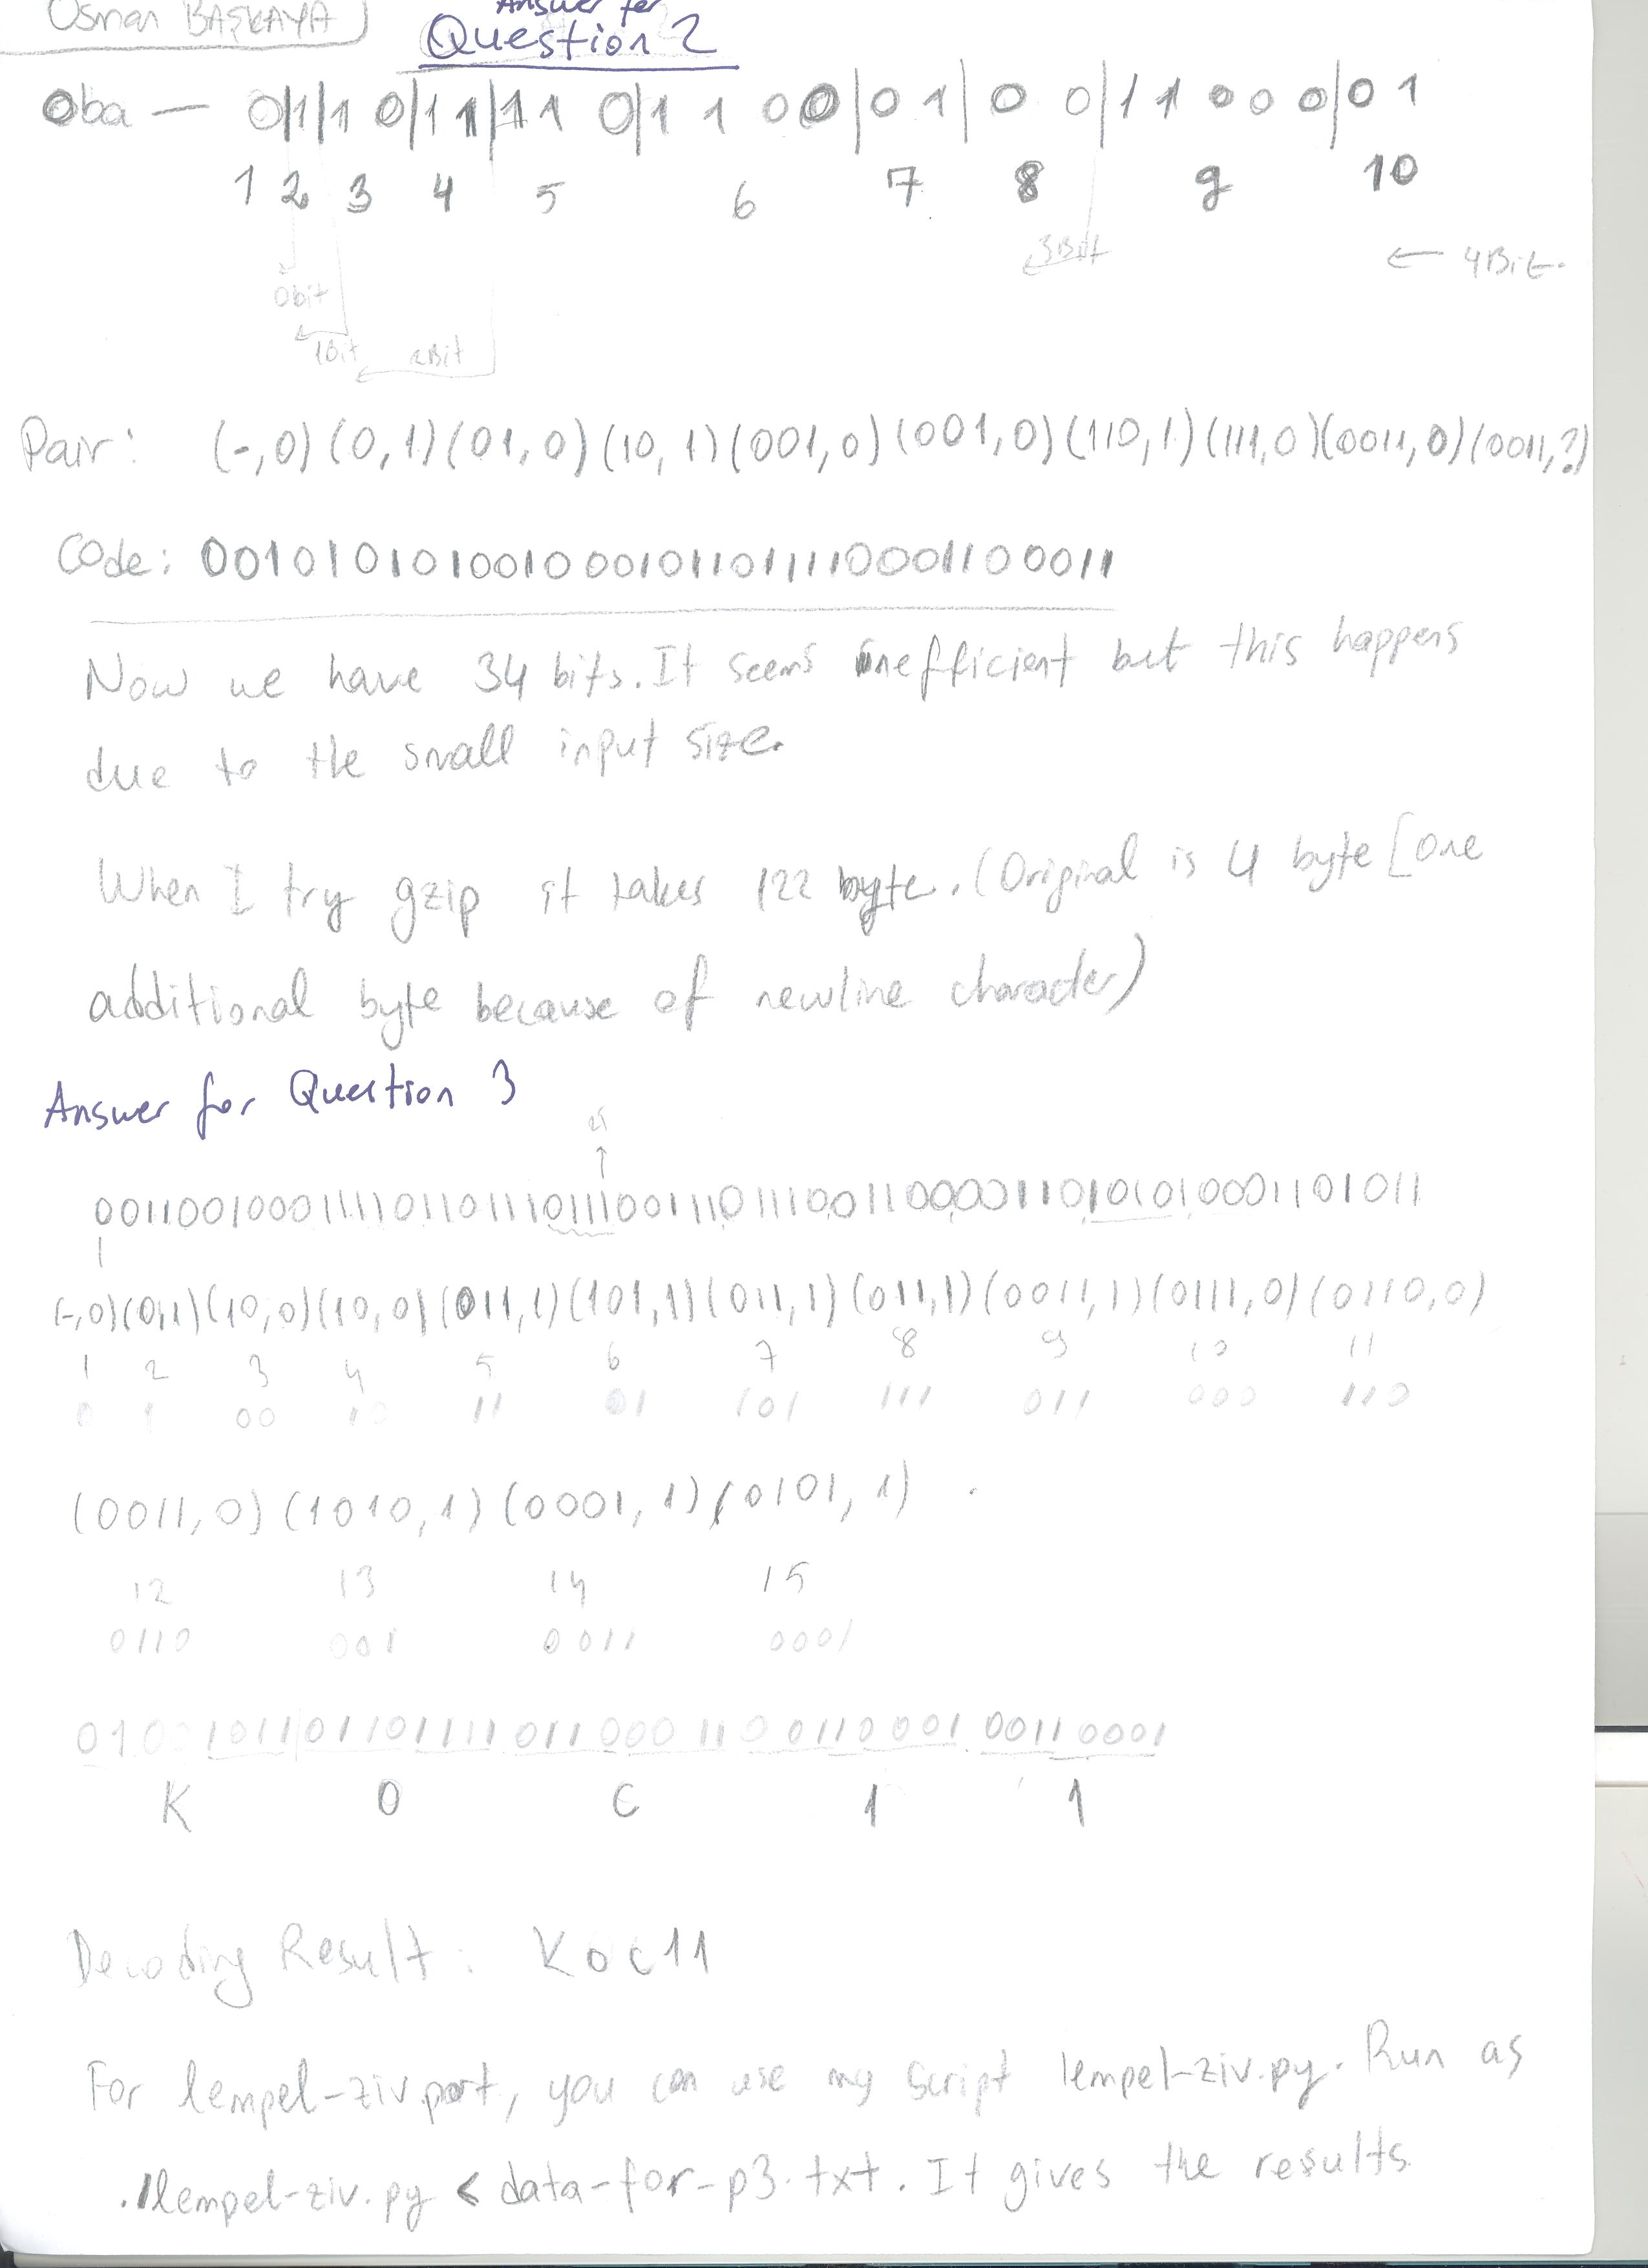 Osman BAŞKAYA
Answer for
Question 2
oba — 0|1|1 0|1 1|1 1 0|1 1 0 0|0 1|0 0|1 1 0 0 0|0 1
1 2 3 4 5 6 7 8 9 10
3Bit ← 4Bit.
0bit
1Bit 2Bit
Pair: (-,0) (0,1) (01,0) (10,1) (001,0) (001,0) (110,1) (111,0) (0011,0) (0011,?)
Code: 0010101010010001011011110001100011
Now we have 34 bits. It seems inefficient but this happens
due to the small input size.
When I try gzip it takes 122 byte. (Original is 4 byte [one
additional byte because of newline character)
Answer for Question 3
21
00110010001111101101110111100111011110011000001101010101000110101 1
1
(-,0) (0,1) (10,0) (10,0) (011,1) (101,1) (011,1) (011,1) (0011,1) (0111,0) (0110,0)
1 2 3 4 5 6 7 8 9 10 11
0 1 00 10 11 01 101 111 011 000 110
(0011,0) (1010,1) (0001,1) (0101,1) .
12 13 14 15
0110 001 0011 0001
0100 1011 011 01111 011 000 11 0 0110 001 0011 0001
K O C 1 1
Decoding Result: Koc11
For lempel-ziv part, you can use my script lempel-ziv.py. Run as
./lempel-ziv.py < data-for-p3.txt. It gives the results.